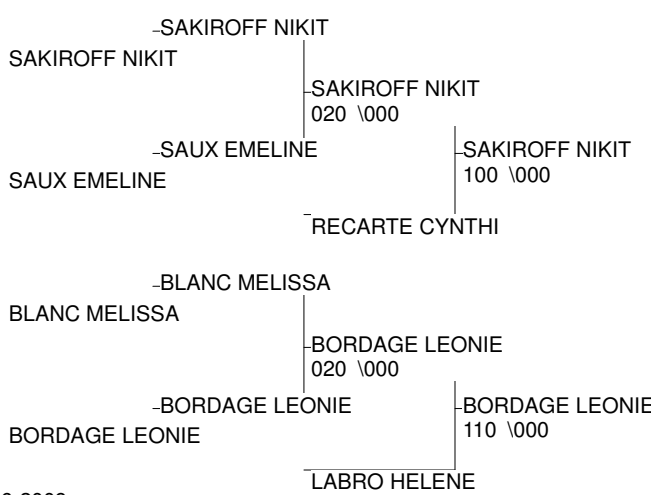 SAKIROFF NIKIT
SAKIROFF NIKIT
SAKIROFF NIKIT
020 \000
SAUX EMELINE
SAKIROFF NIKIT
100 \000
SAUX EMELINE
RECARTE CYNTHI
BLANC MELISSA
BLANC MELISSA
BORDAGE LEONIE
020 \000
BORDAGE LEONIE
BORDAGE LEONIE
110 \000
BORDAGE LEONIE
LABRO HELENE